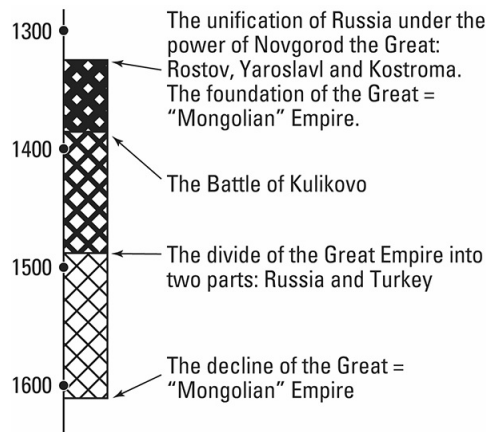 1300
The unification of Russia under the
power of Novgorod the Great:
Rostov, Yaroslavl and Kostroma.
The foundation of the Great =
“Mongolian” Empire.
1400
The Battle of Kulikovo
The divide of the Great Empire into
two parts: Russia and Turkey
1500
The decline of the Great =
“Mongolian” Empire
1600